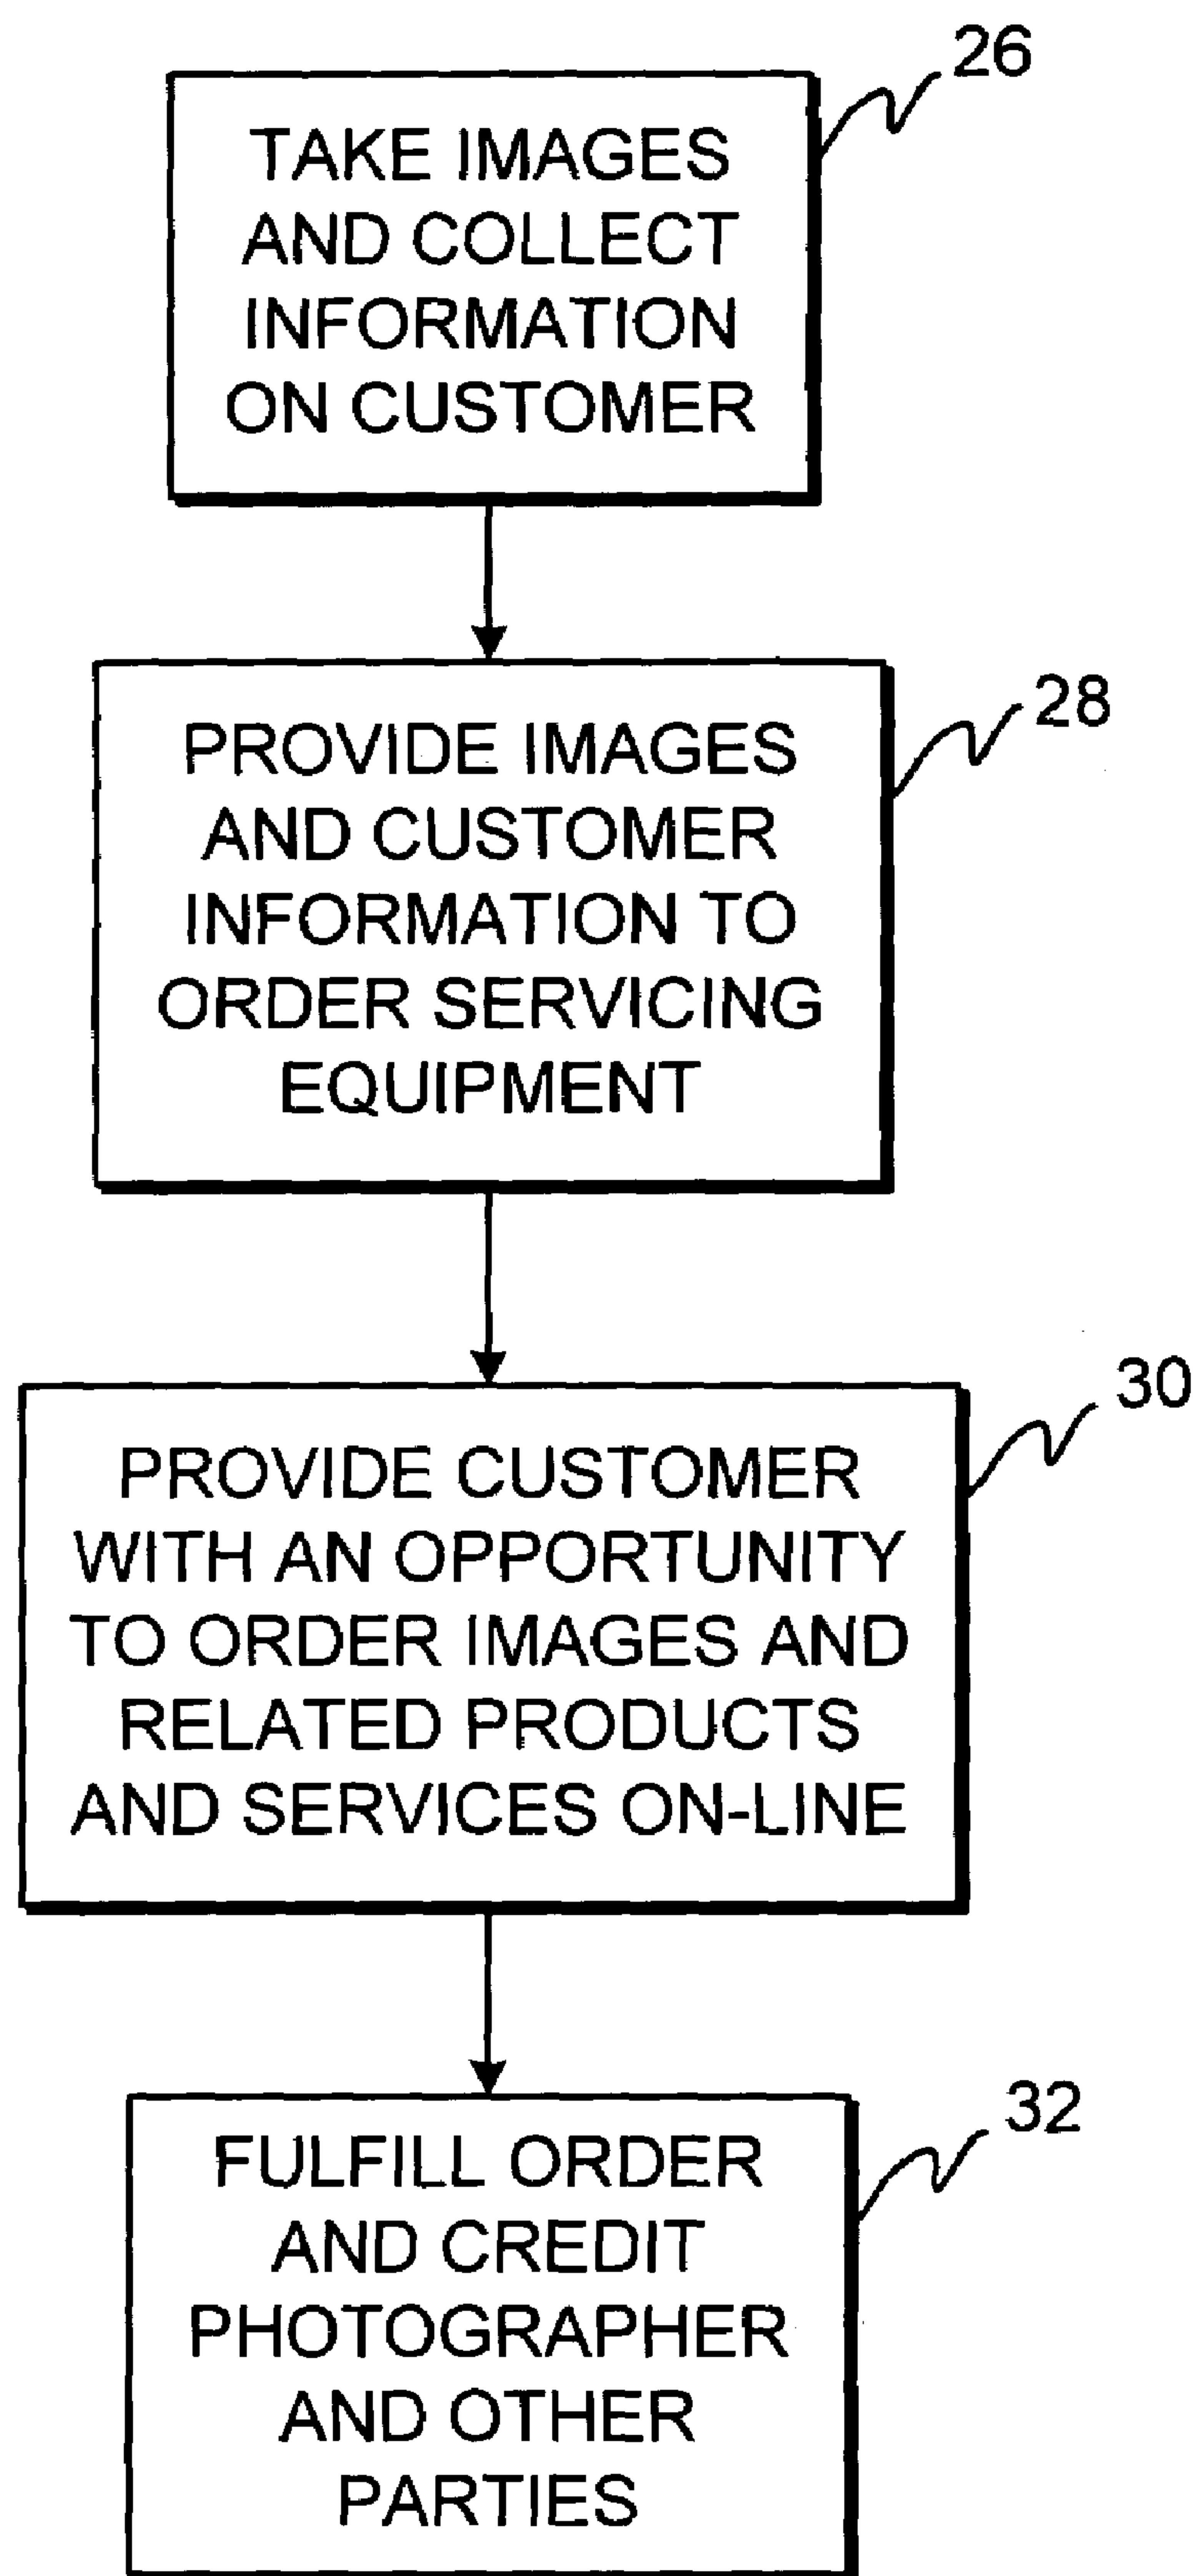 26
TAKE IMAGES
AND COLLECT
INFORMATION
ON CUSTOMER
28
PROVIDE IMAGES
AND CUSTOMER
INFORMATION TO
ORDER SERVICING
EQUIPMENT
30
PROVIDE CUSTOMER
WITH AN OPPORTUNITY
TO ORDER IMAGES AND
RELATED PRODUCTS
AND SERVICES ON-LINE
32
FULFILL ORDER
AND CREDIT
PHOTOGRAPHER
AND OTHER
PARTIES